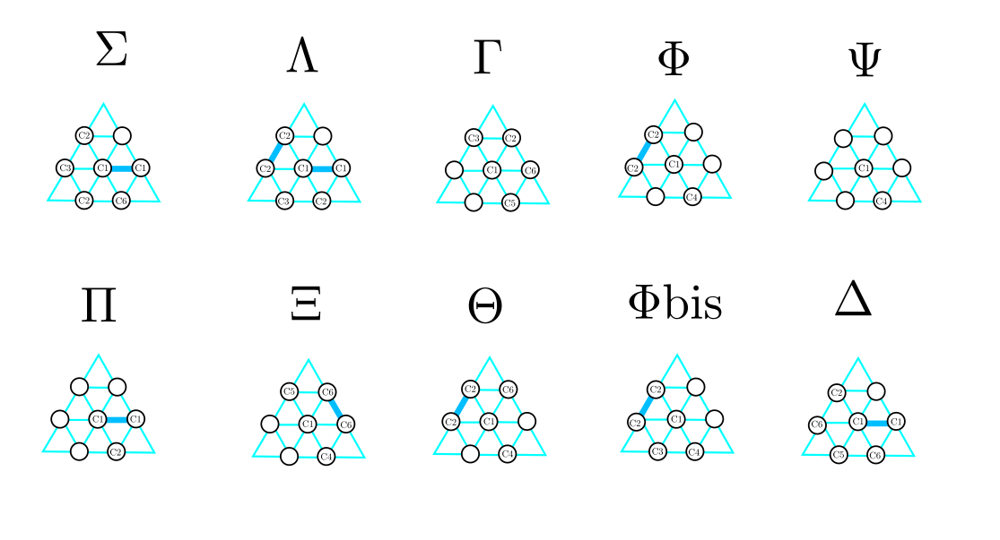 Σ Λ Γ Φ Ψ
C2 C2 C3 C2 C2
C3 C1 C1 C2 C1 C1 C1 C6 C2 C1 C1
C2 C6 C3 C2 C5 C4 C4
Π Ξ Θ Φbis Δ
C5 C6 C2 C6 C2 C2
C1 C1 C1 C6 C2 C1 C2 C1 C6 C1 C1
C2 C4 C4 C3 C4 C5 C6